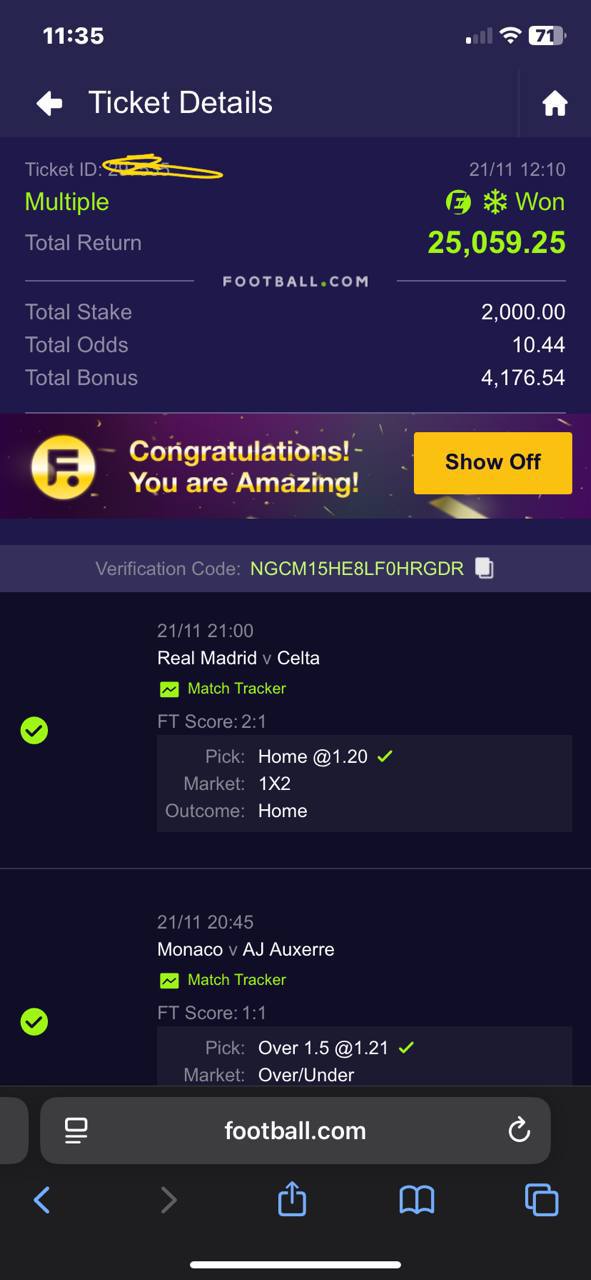 11:35
71
Ticket Details
Ticket ID:
21/11 12:10
Multiple
Won
Total Return
25,059.25
FOOTBALL.COM
Total Stake
2,000.00
Total Odds
10.44
Total Bonus
4,176.54
F.
Congratulations!
You are Amazing!
Show Off
Verification Code: NGCM15HE8LF0HRGDR
21/11 21:00
Real Madrid v Celta
Match Tracker
FT Score: 2:1
Pick: Home @1.20
Market: 1X2
Outcome: Home
21/11 20:45
Monaco v AJ Auxerre
Match Tracker
FT Score: 1:1
Pick: Over 1.5 @1.21
Market: Over/Under
football.com